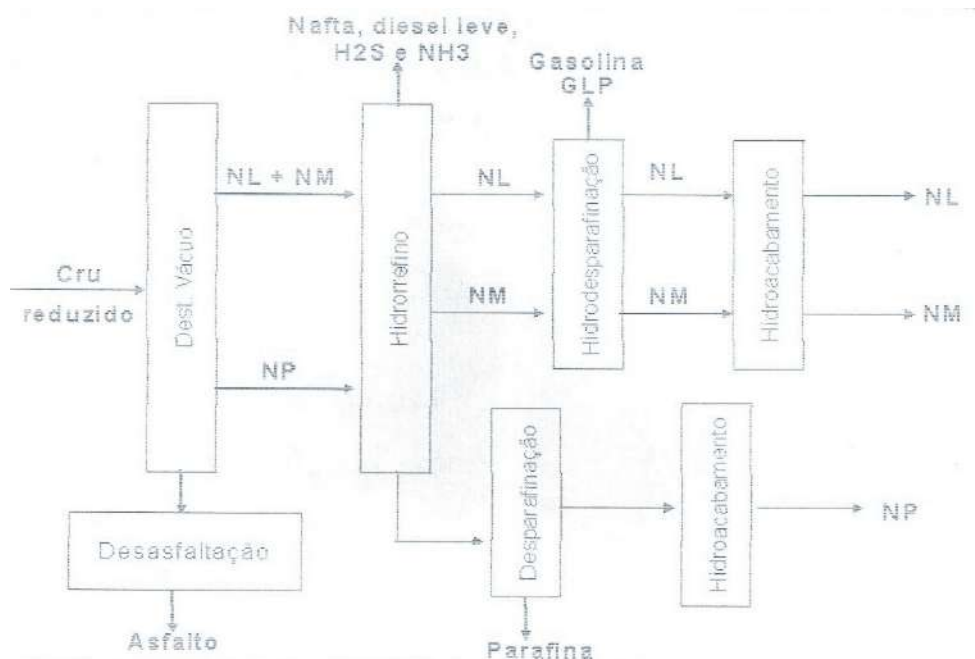 Nafta, diesel leve,
H2S e NH3
Gasolina
GLP
NL + NM
NL
NL
NL
Cru
reduzido
Dest. Vácuo
Hidrorrefino
Hidrodesparafinação
Hidroacabamento
NM
NM
NM
NP
Desparafinação
Hidroacabamento
NP
Desasfaltação
Asfalto
Parafina